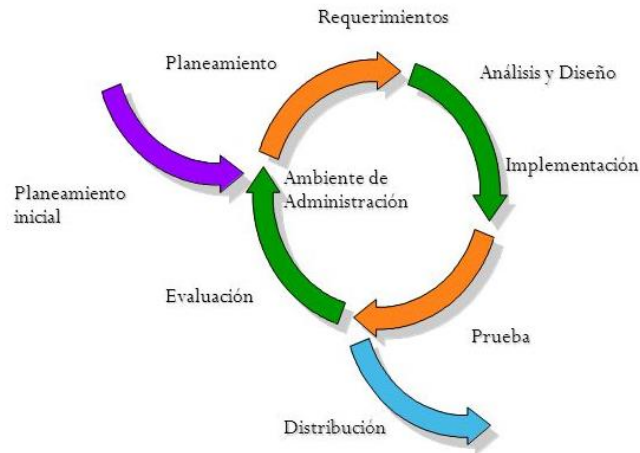 Requerimientos
Planeamiento
Análisis y Diseño
Implementación
Planeamiento
inicial
Ambiente de
Administración
Evaluación
Prueba
Distribución